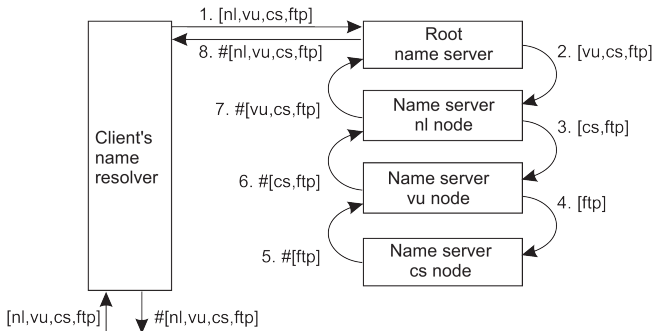 1. [nl,vu,cs,ftp]
8. #[nl,vu,cs,ftp]
Root
name server
2. [vu,cs,ftp]
7. #[vu,cs,ftp]
Name server
nl node
3. [cs,ftp]
Client's
name
resolver
6. #[cs,ftp]
Name server
vu node
4. [ftp]
5. #[ftp]
Name server
cs node
[nl,vu,cs,ftp]
#[nl,vu,cs,ftp]